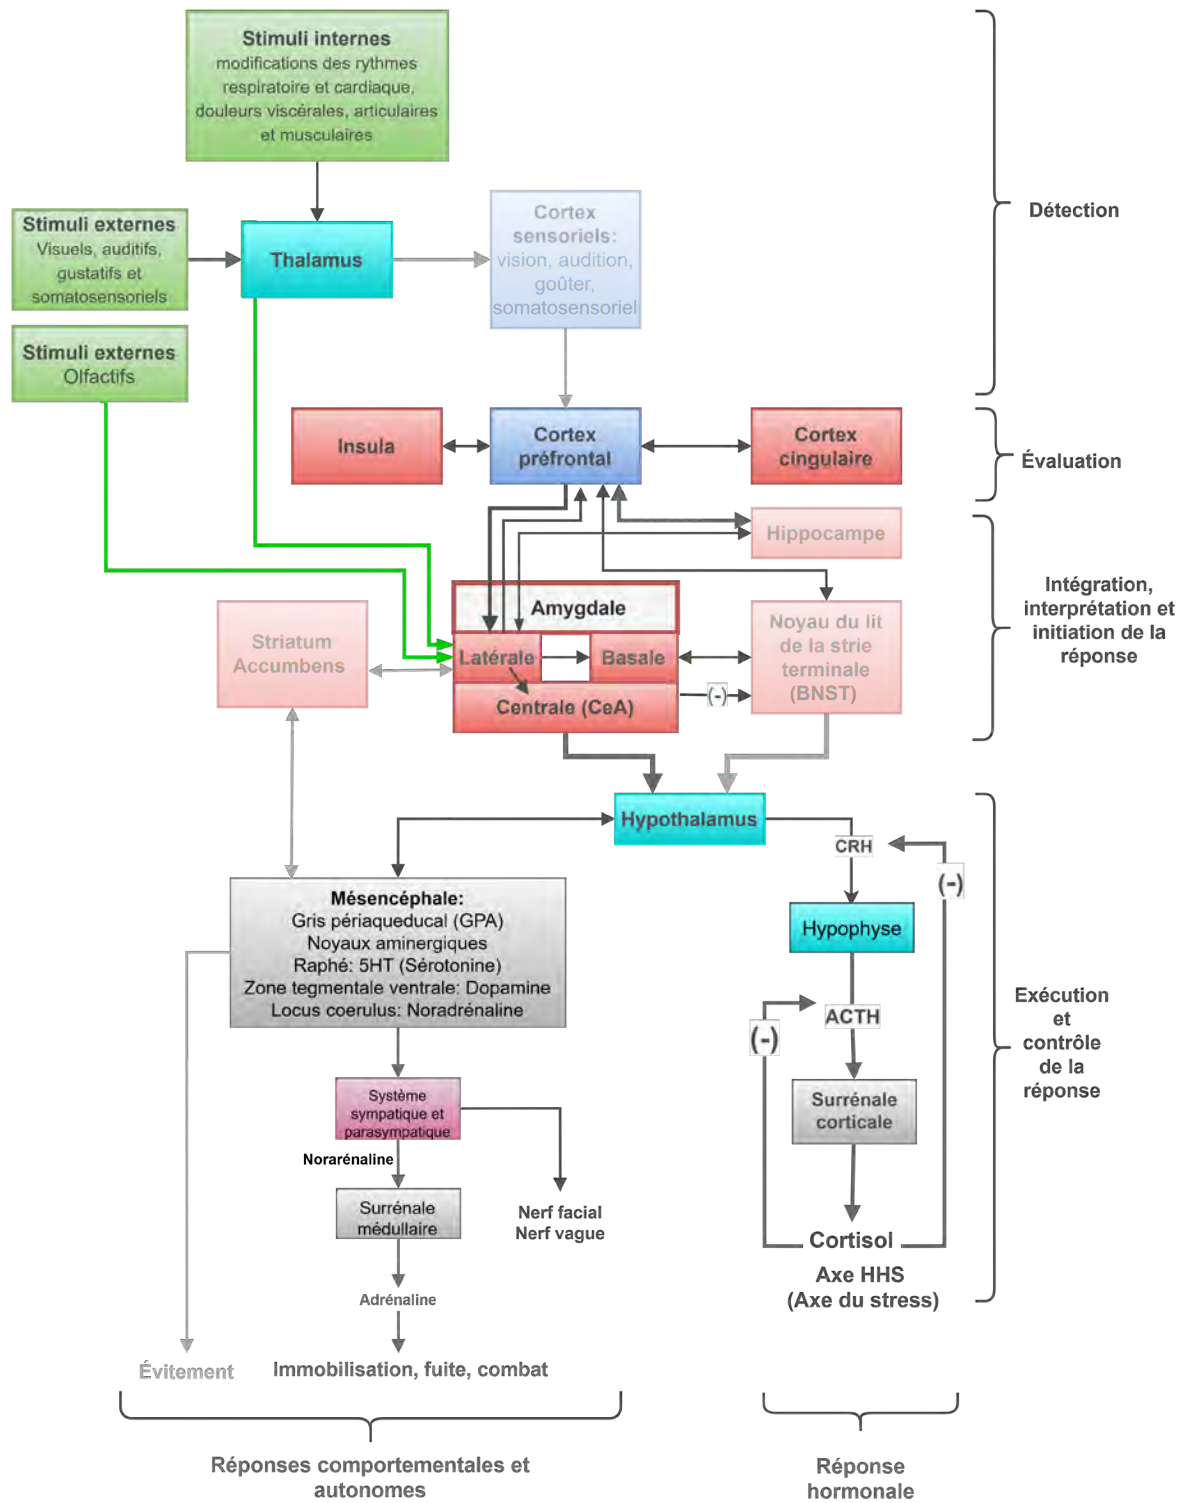 Stimuli internes
modifications des rythmes
respiratoire et cardiaque,
douleurs viscérales, articulaires
et musculaires
Détection
Stimuli externes
Visuels, auditifs,
gustatifs et
somatosensoriels
Thalamus
Cortex
sensoriels:
vision, audition,
goûter,
somatosensoriel
Stimuli externes
Olfactifs
Insula
Cortex
préfrontal
Cortex
cingulaire
Évaluation
Hippocampe
Intégration,
interprétation et
initiation de la
réponse
Amygdale
Striatum
Accumbens
Latérale
Basale
Centrale (CeA)
(-)
Noyau du lit
de la strie
terminale
(BNST)
Hypothalamus
CRH
(-)
Mésencéphale:
Gris périaqueducal (GPA)
Noyaux aminergiques
Raphé: 5HT (Sérotonine)
Zone tegmentale ventrale: Dopamine
Locus coerulus: Noradrénaline
Hypophyse
ACTH
(-)
Exécution
et
contrôle
de la
réponse
Système
sympatique et
parasympatique
Surrénale
corticale
Norarénaline
Surrénale
médullaire
Nerf facial
Nerf vague
Cortisol
Axe HHS
(Axe du stress)
Adrénaline
Évitement
Immobilisation, fuite, combat
Réponses comportementales et
autonomes
Réponse
hormonale